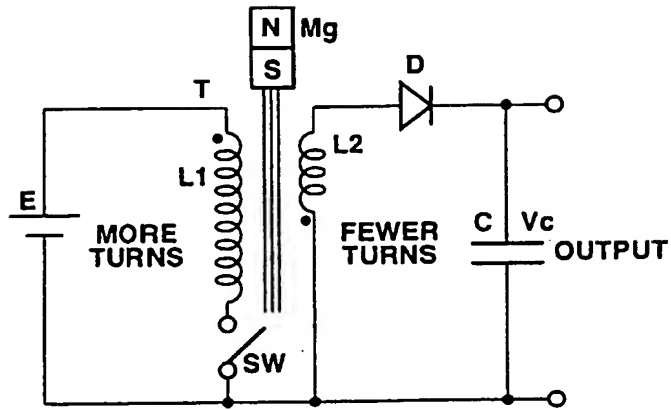 N Mg
S
T
D
L1
L2
E
MORE
TURNS
FEWER
TURNS
C Vc
OUTPUT
SW